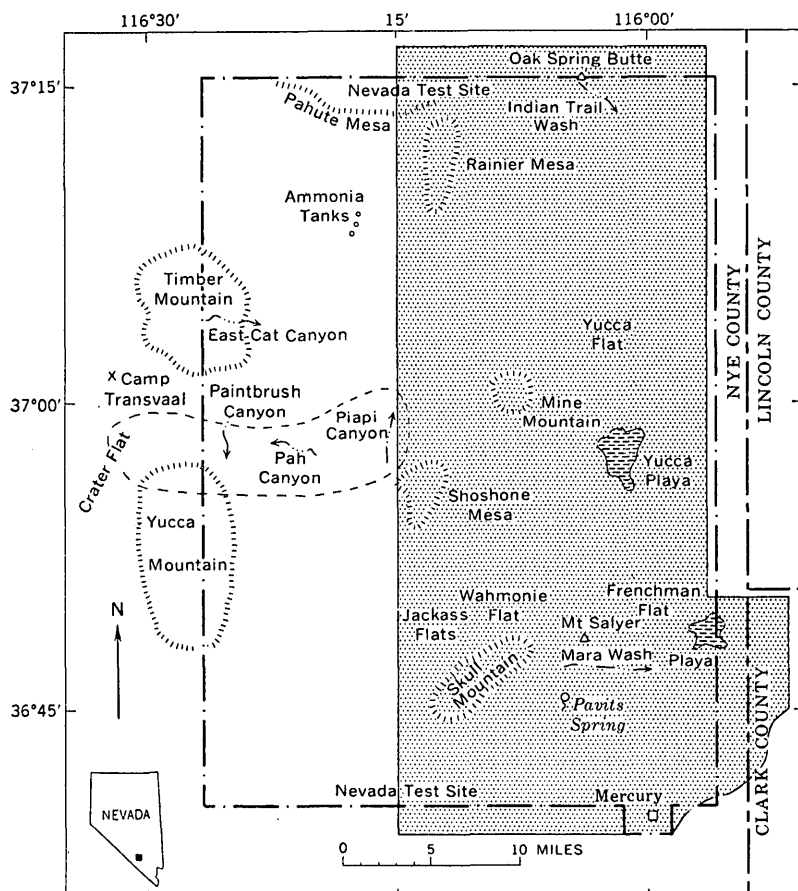 116°30'
15'
116°00'
Oak Spring Butte
37°15'
Nevada Test Site
Pahute Mesa
Indian Trail
Wash
Rainier Mesa
Ammonia
Tanks
NYE COUNTY
LINCOLN COUNTY
Timber
Mountain
East Cat Canyon
Yucca
Flat
x Camp
Transvaal
37°00'
Paintbrush
Canyon
Piapi
Canyon
Mine
Mountain
Crater Flat
Pah
Canyon
Yucca
Playa
Shoshone
Mesa
Yucca
Mountain
Wahmonie
Flat
Frenchman
Flat
Jackass
Flats
Mt Salyer
N
Mara Wash
Playa
Skull
Mountain
CLARK COUNTY
36°45'
Pavits
Spring
Nevada Test Site
Mercury
NEVADA
0 5 10 MILES